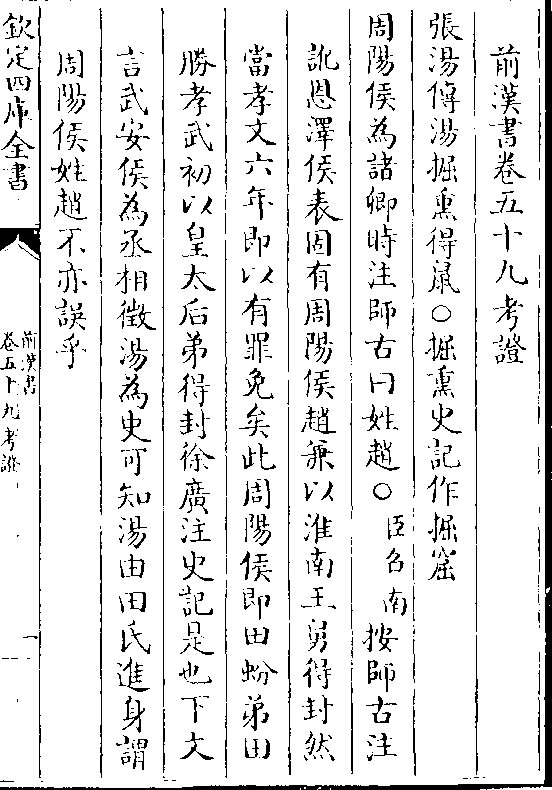 前漢書卷五十九考證
張湯傳湯掘熏得鼠○掘熏史記作掘窟
周陽侯為諸卿時注師古曰姓趙○臣召南按師古注
訛恩澤侯表固有周陽侯趙兼以淮南王舅得封然
當孝文六年即以有罪免矣此周陽侯即田蚡弟田
勝孝武初以皇太后弟得封徐廣注史記是也下文
言武安侯為丞相徵湯為史可知湯由田氏進身謂
周陽侯姓趙不亦誤乎
欽定四庫全書
前漢書
卷五十九考證
一